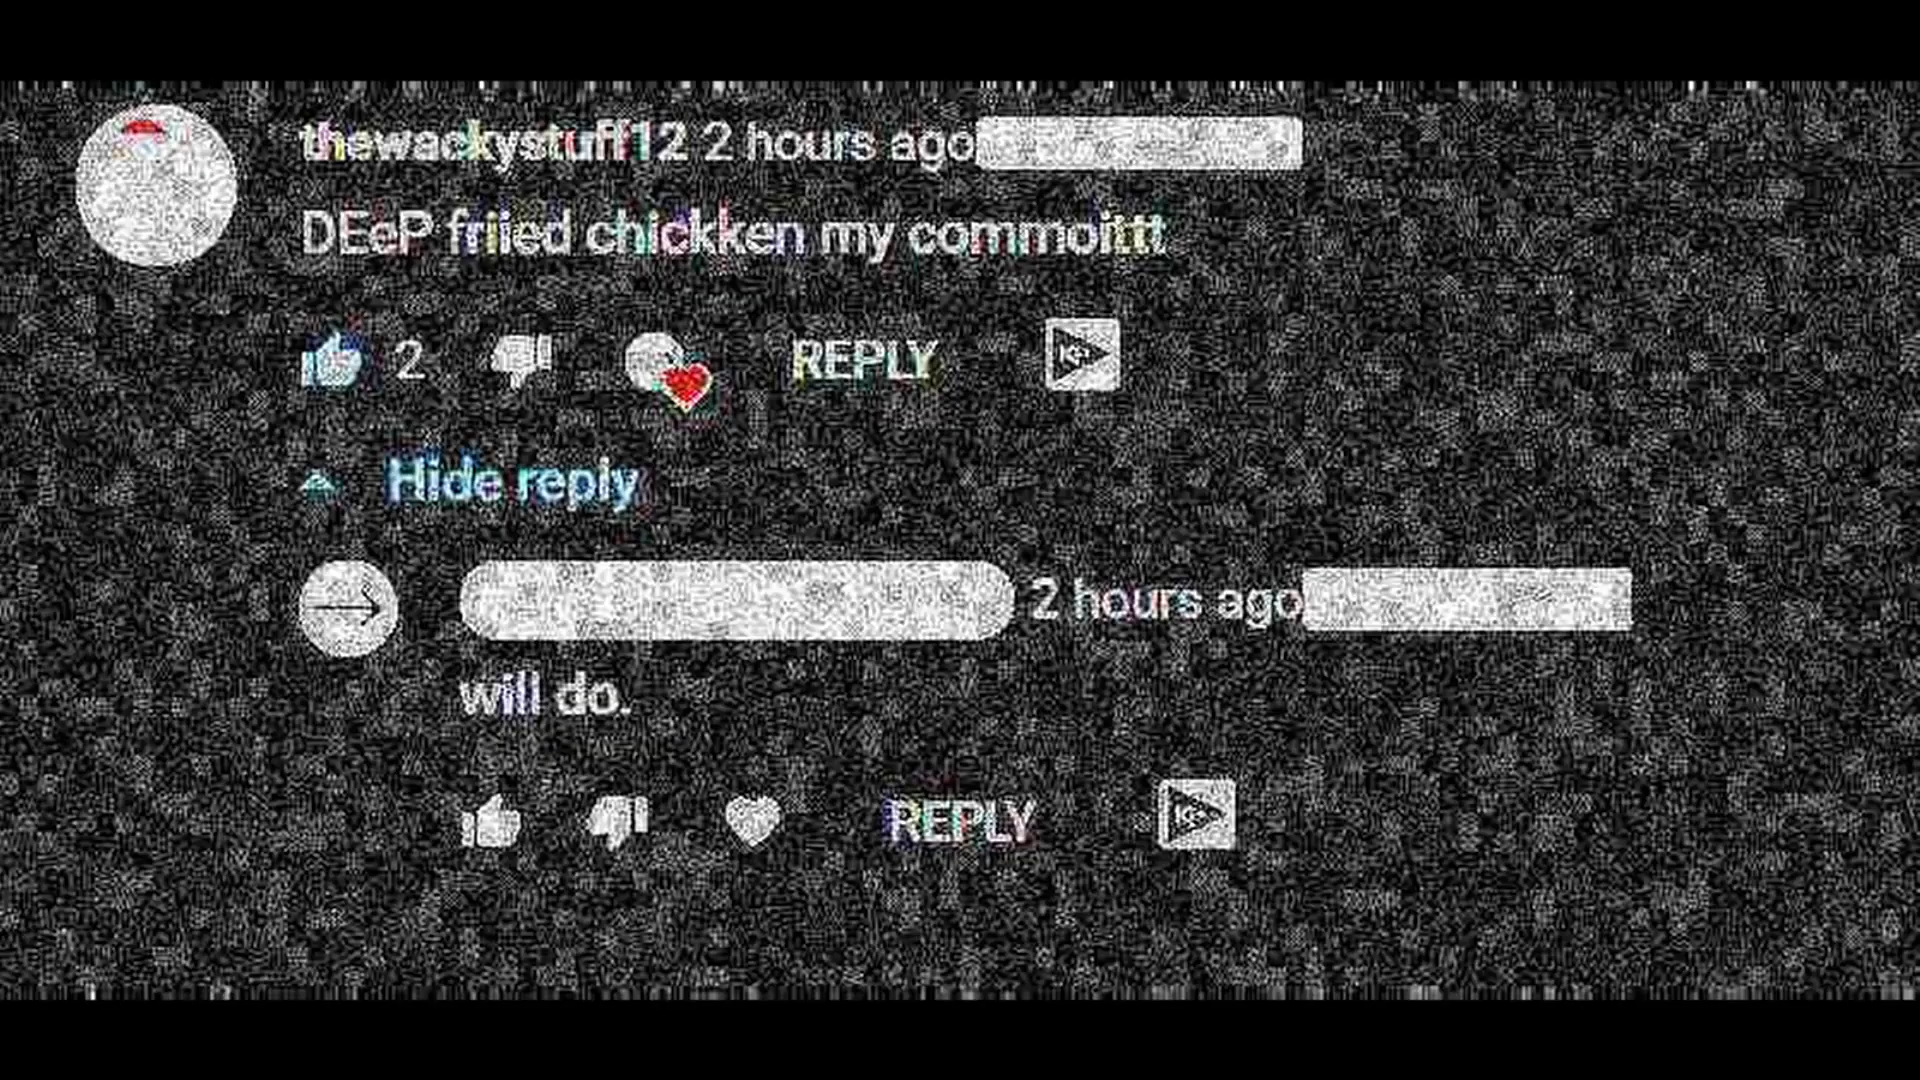 thewackystuff12 2 hours ago
DEeP friied chickken my commoittt
2 REPLY
Hide reply
2 hours ago
will do.
REPLY